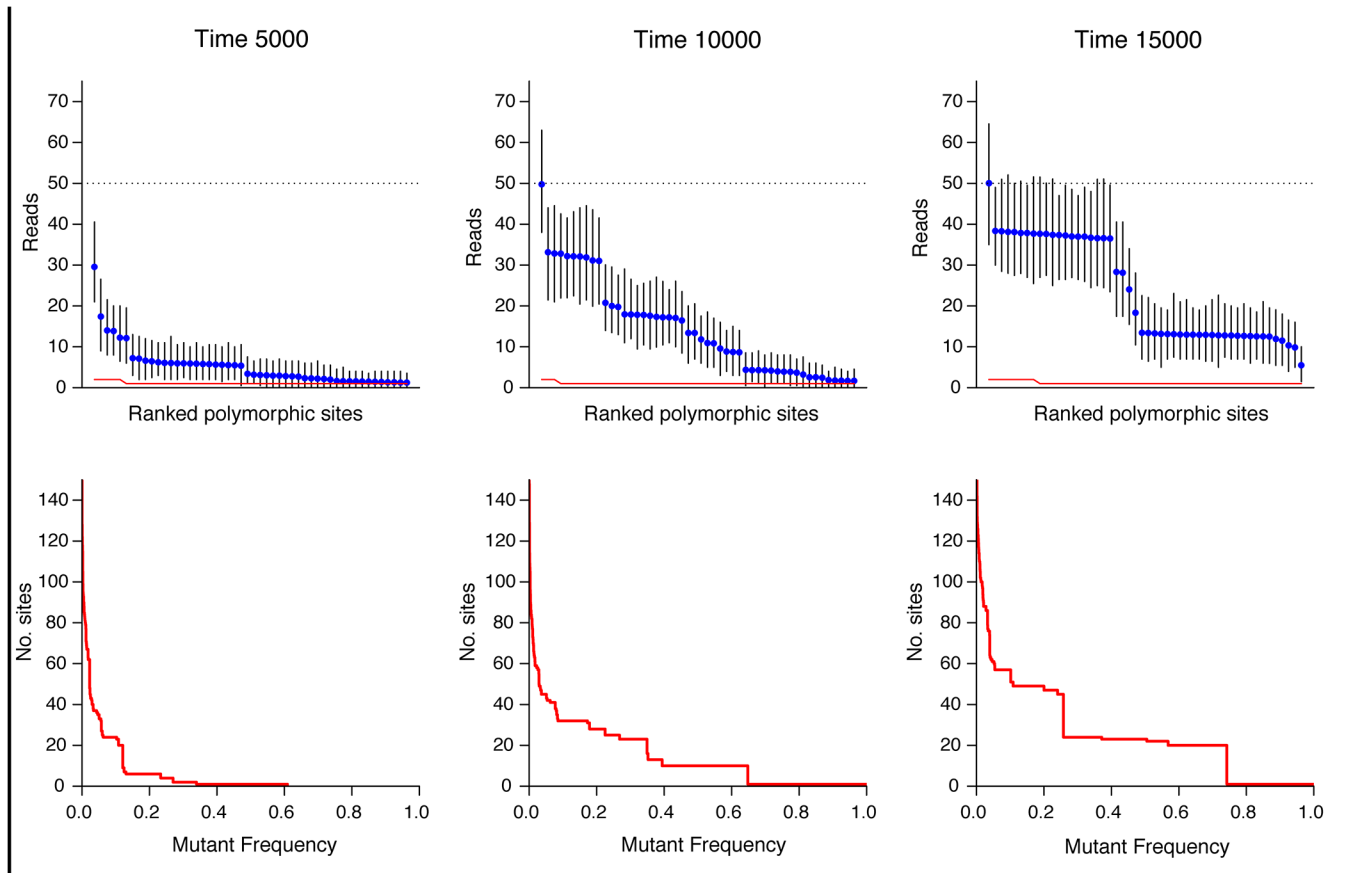 Time 5000
Time 10000
Time 15000
Reads
70
60
50
40
30
20
10
0
Ranked polymorphic sites
Reads
70
60
50
40
30
20
10
0
Ranked polymorphic sites
Reads
70
60
50
40
30
20
10
0
Ranked polymorphic sites
No. sites
140
120
100
80
60
40
20
0
0.0 0.2 0.4 0.6 0.8 1.0
Mutant Frequency
No. sites
140
120
100
80
60
40
20
0
0.0 0.2 0.4 0.6 0.8 1.0
Mutant Frequency
No. sites
140
120
100
80
60
40
20
0
0.0 0.2 0.4 0.6 0.8 1.0
Mutant Frequency